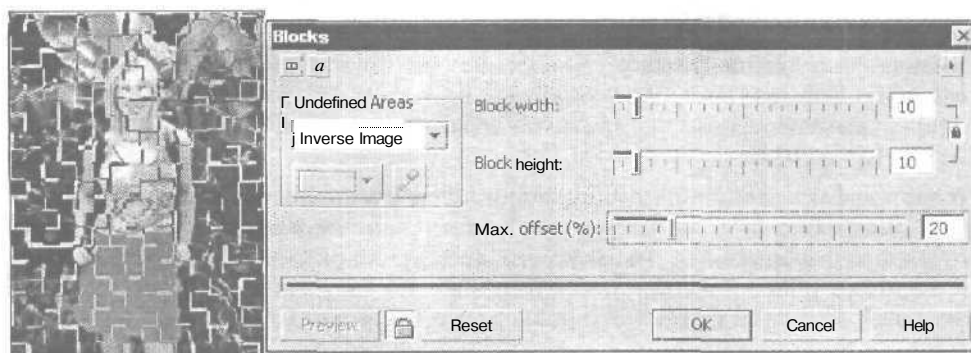 Blocks
a
Undefined Areas
Inverse Image
Block width:
10
Block height:
10
Max. offset (%):
20
Preview
Reset
OK
Cancel
Help